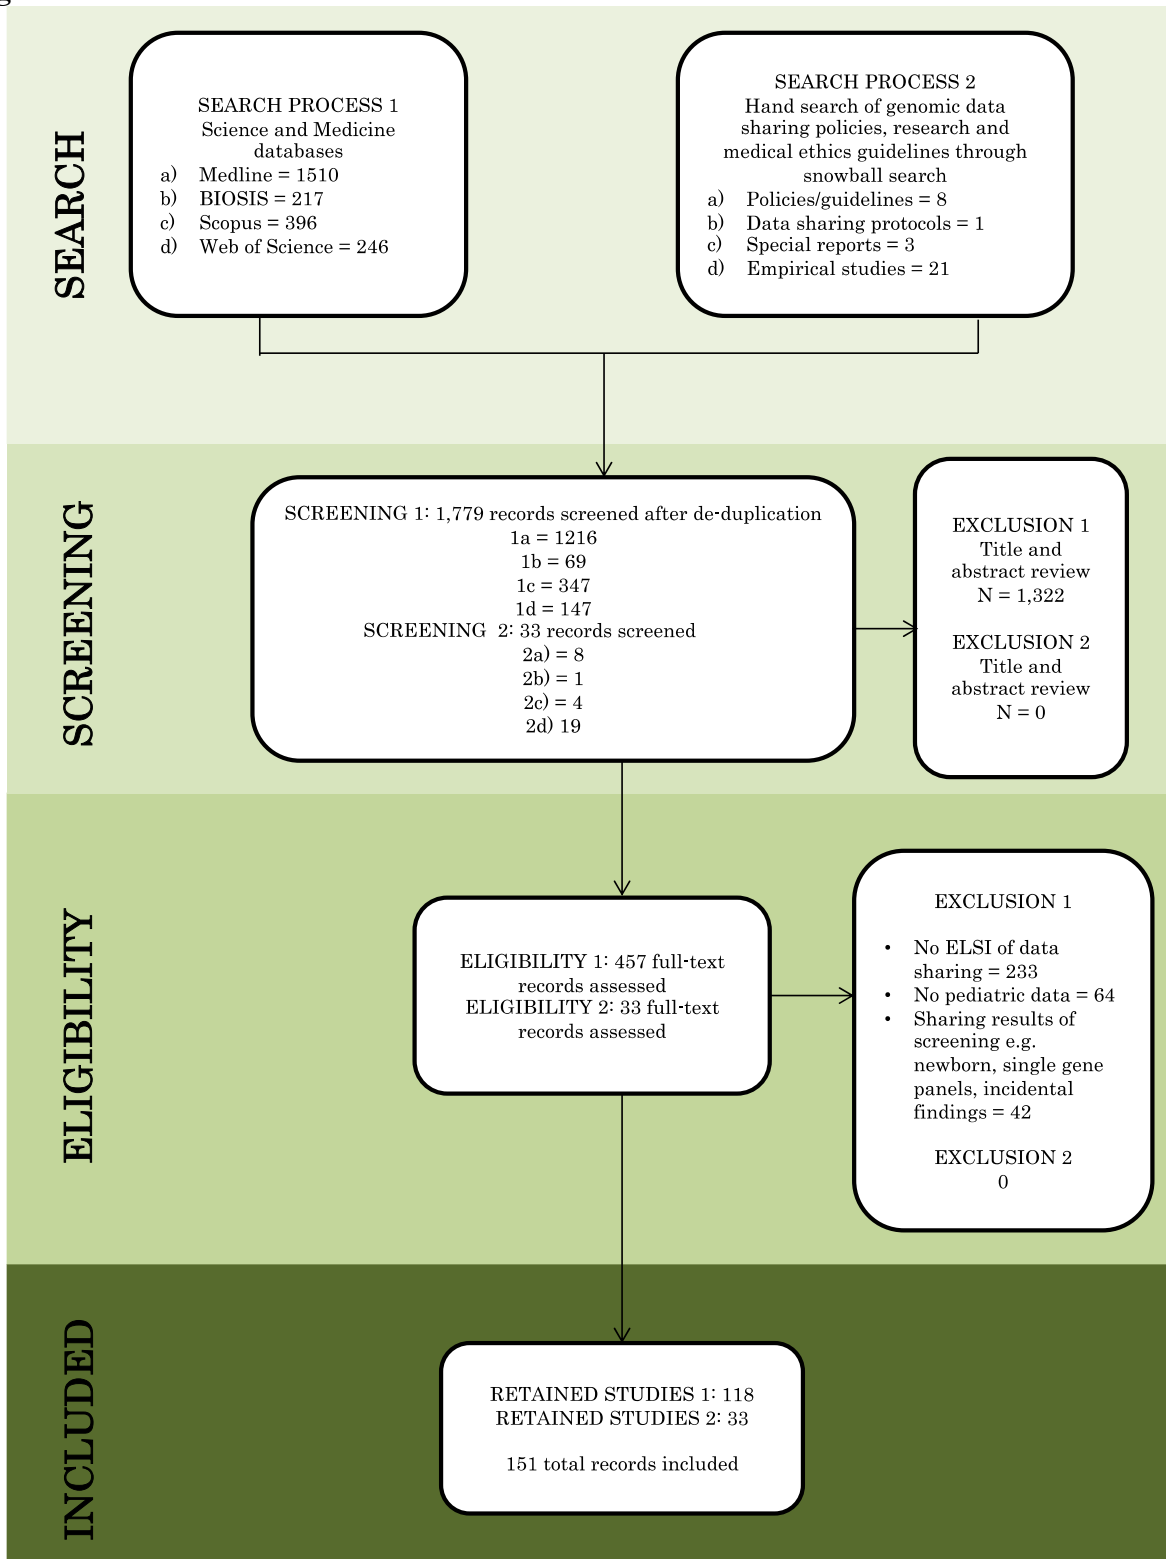 SEARCH
SEARCH PROCESS 1
Science and Medicine
databases
a) Medline = 1510
b) BIOSIS = 217
c) Scopus = 396
d) Web of Science = 246
SEARCH PROCESS 2
Hand search of genomic data
sharing policies, research and
medical ethics guidelines through
snowball search
a) Policies/guidelines = 8
b) Data sharing protocols = 1
c) Special reports = 3
d) Empirical studies = 21
SCREENING
SCREENING 1: 1,779 records screened after de-duplication
1a = 1216
1b = 69
1c = 347
1d = 147
SCREENING 2: 33 records screened
2a) = 8
2b) = 1
2c) = 4
2d) 19
EXCLUSION 1
Title and
abstract review
N = 1,322
EXCLUSION 2
Title and
abstract review
N = 0
ELIGIBILITY
ELIGIBILITY 1: 457 full-text
records assessed
ELIGIBILITY 2: 33 full-text
records assessed
EXCLUSION 1
• No ELSI of data
sharing = 233
• No pediatric data = 64
• Sharing results of
screening e.g.
newborn, single gene
panels, incidental
findings = 42
EXCLUSION 2
0
INCLUDED
RETAINED STUDIES 1: 118
RETAINED STUDIES 2: 33
151 total records included